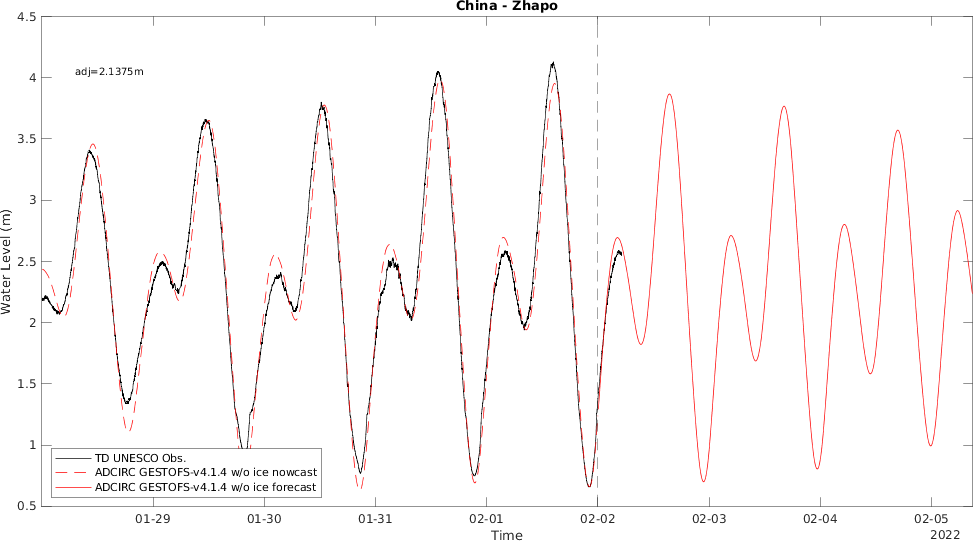 China - Zhapo
4.5
adj=2.1375m
4
3.5
3
2.5
2
1.5
1
0.5
Water Level (m)
TD UNESCO Obs.
ADCIRC GESTOFS-v4.1.4 w/o ice nowcast
ADCIRC GESTOFS-v4.1.4 w/o ice forecast
01-29 01-30 01-31 02-01 02-02 02-03 02-04 02-05
Time 2022